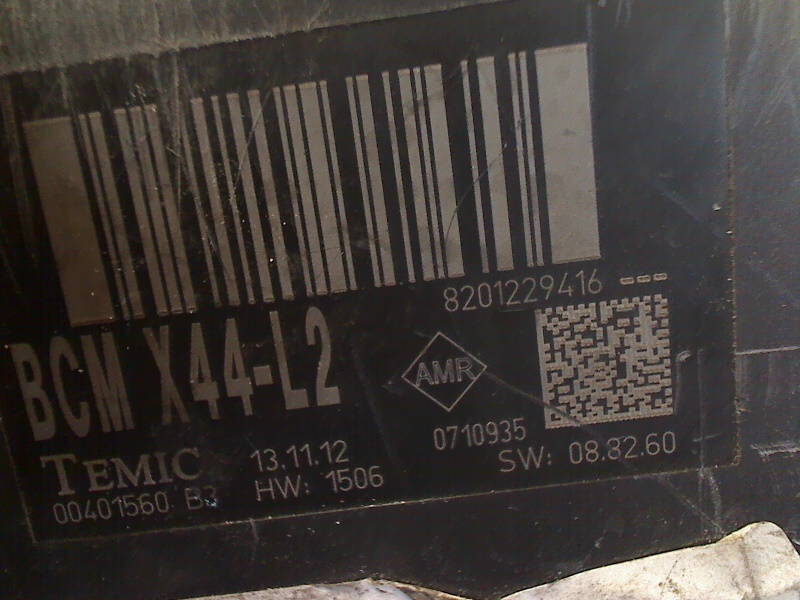 8201229416 ---
BCM X44-L2
AMR
0710935
TEMIC 13.11.12
SW: 08.82.60
00401560 B3 HW: 1506